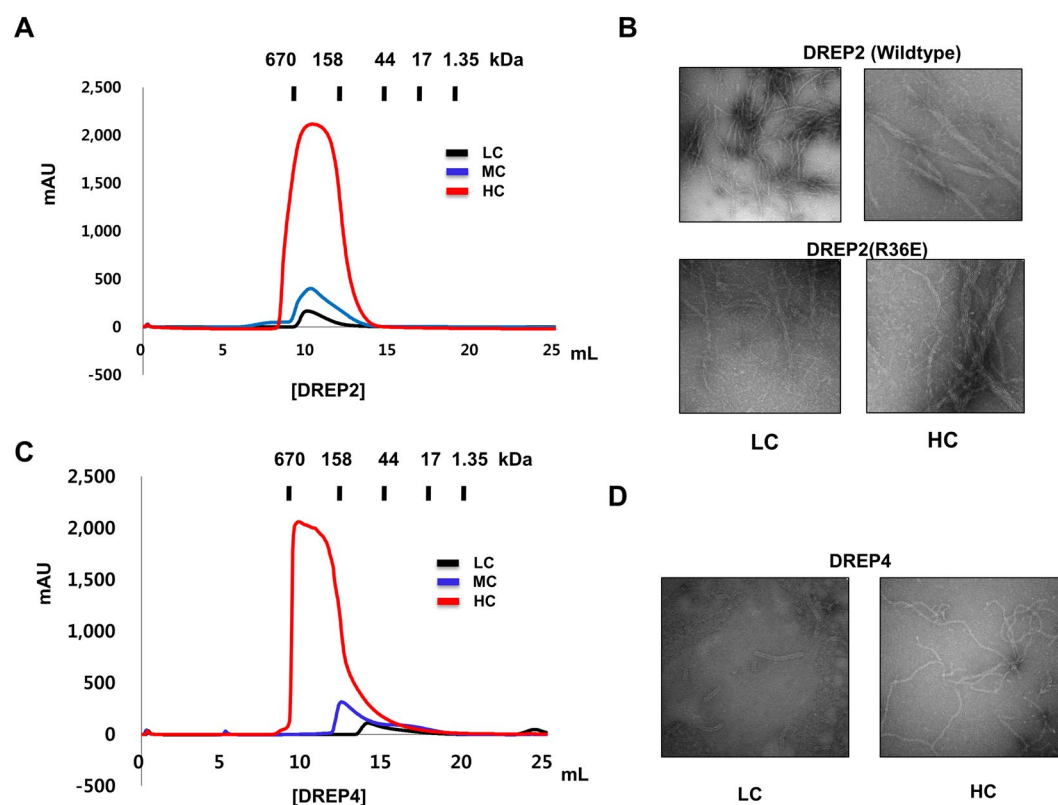 A
670 158 44 17 1.35 kDa
2,500
2,000
1,500
1,000
500
0
-500
mAU
LC
MC
HC
0 5 10 15 20 25 mL
[DREP2]
B
DREP2 (Wildtype)
DREP2(R36E)
LC HC
C
670 158 44 17 1.35 kDa
2,500
2,000
1,500
1,000
500
0
-500
mAU
LC
MC
HC
0 5 10 15 20 25 mL
[DREP4]
D
DREP4
LC HC